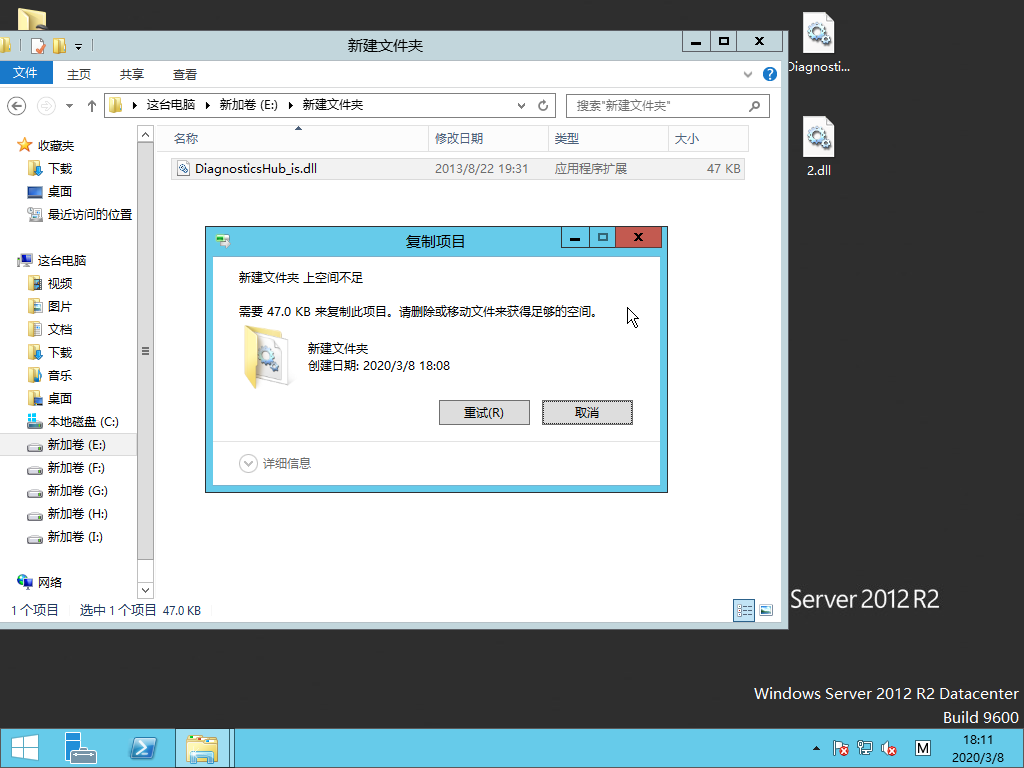 新建文件夹
文件 主页 共享 查看
这台电脑 新加卷 (E:) 新建文件夹
搜索"新建文件夹"
名称 修改日期 类型 大小
DiagnosticsHub_is.dll 2013/8/22 19:31 应用程序扩展 47 KB
收藏夹
下载
桌面
最近访问的位置
这台电脑
视频
图片
文档
下载
音乐
桌面
本地磁盘 (C:)
新加卷 (E:)
新加卷 (F:)
新加卷 (G:)
新加卷 (H:)
新加卷 (I:)
网络
1 个项目 选中 1 个项目 47.0 KB
复制项目
新建文件夹 上空间不足
需要 47.0 KB 来复制此项目。请删除或移动文件来获得足够的空间。
新建文件夹
创建日期: 2020/3/8 18:08
重试(R) 取消
详细信息
Diagnosti...
2.dll
Server 2012 R2
Windows Server 2012 R2 Datacenter
Build 9600
M
18:11
2020/3/8